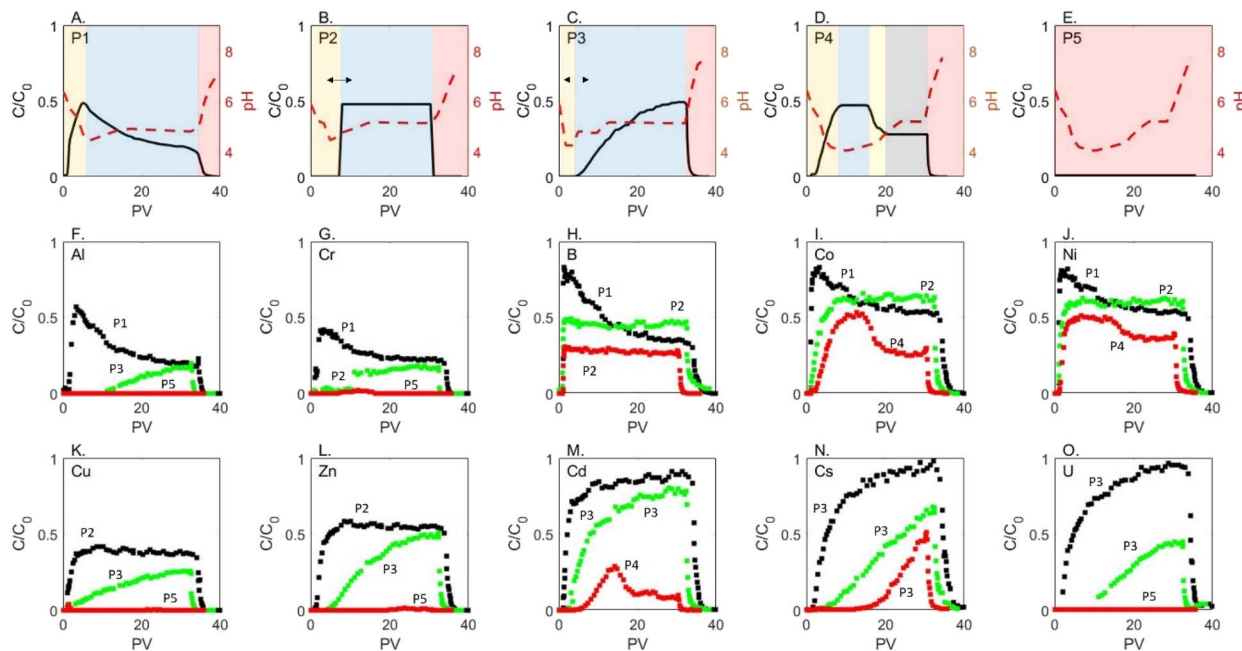 A. B. C. D. E.
P1 P2 P3 P4 P5
1 1 1 1 1
8 8 8 8 8
C/C0 0.5 pH C/C0 0.5 pH C/C0 0.5 pH C/C0 0.5 pH C/C0 0.5 pH
6 6 6 6 6
4 4 4 4 4
0 0 0 0 0
0 20 40 0 20 40 0 20 40 0 20 40 0 20 40
PV PV PV PV PV
F. G. H. I. J.
Al Cr B Co Ni
1 1 1 1 1
C/C0 0.5 C/C0 0.5 C/C0 0.5 C/C0 0.5 C/C0 0.5
P1 P3 P5 P1 P2 P5 P1 P2 P2 P1 P2 P4 P1 P2 P4
0 0 0 0 0
0 20 40 0 20 40 0 20 40 0 20 40 0 20 40
PV PV PV PV PV
K. L. M. N. O.
Cu Zn Cd Cs U
1 1 1 1 1
C/C0 0.5 C/C0 0.5 C/C0 0.5 C/C0 0.5 C/C0 0.5
P2 P3 P5 P2 P3 P5 P3 P3 P4 P3 P3 P3 P3 P3 P5
0 0 0 0 0
0 20 40 0 20 40 0 20 40 0 20 40 0 20 40
PV PV PV PV PV